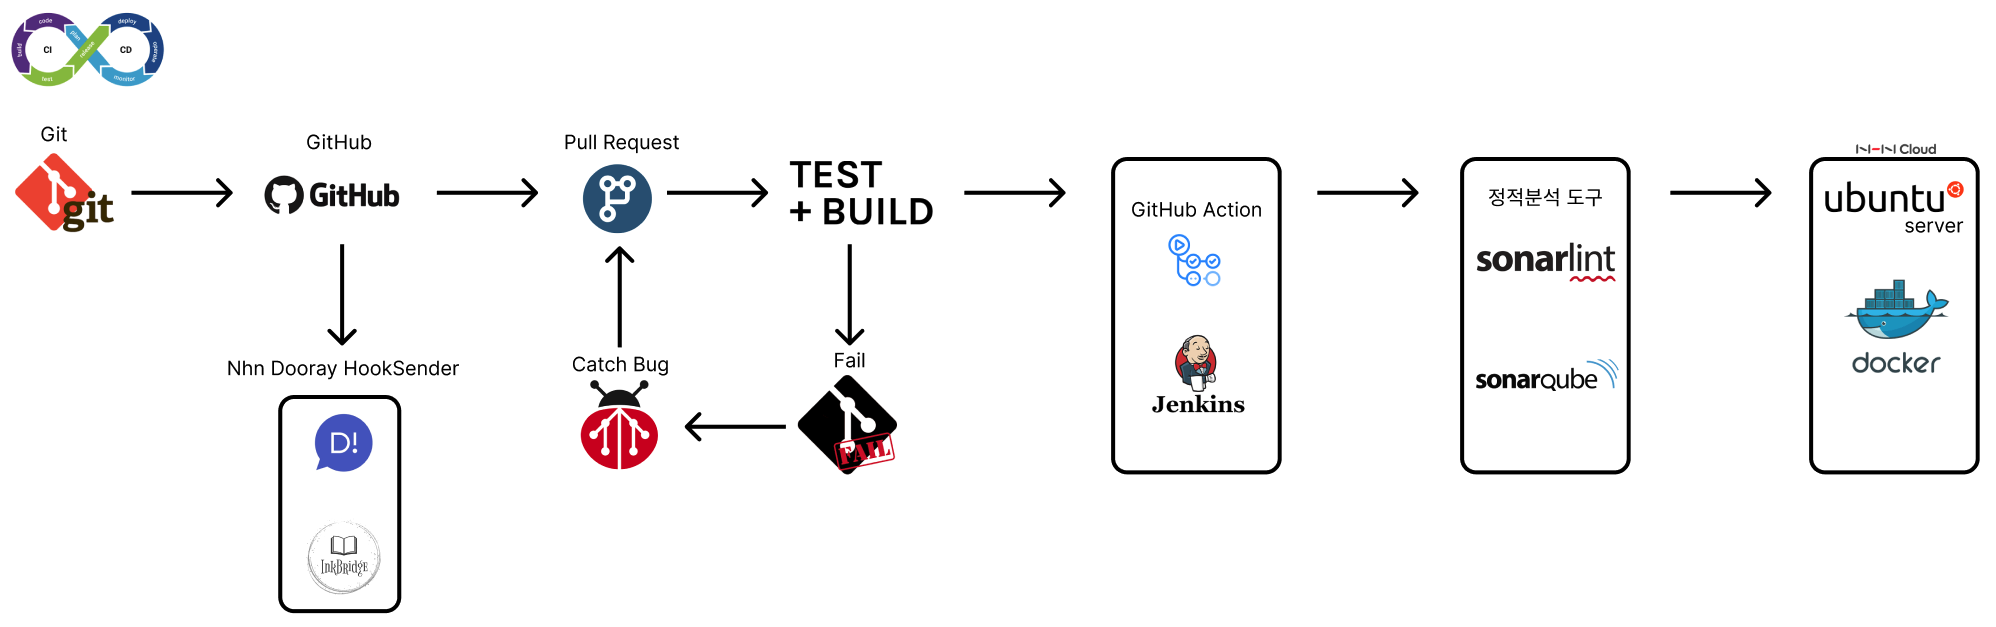 code
deploy
build
CI
plan
release
CD
operate
test
monitor
Git
git
GitHub
GitHub
Pull Request
TEST
+ BUILD
GitHub Action
Jenkins
정적분석 도구
sonarlint
sonarqube
NHN Cloud
ubuntu
server
docker
Nhn Dooray HookSender
D!
InkBridge
Catch Bug
Fail
FAIL